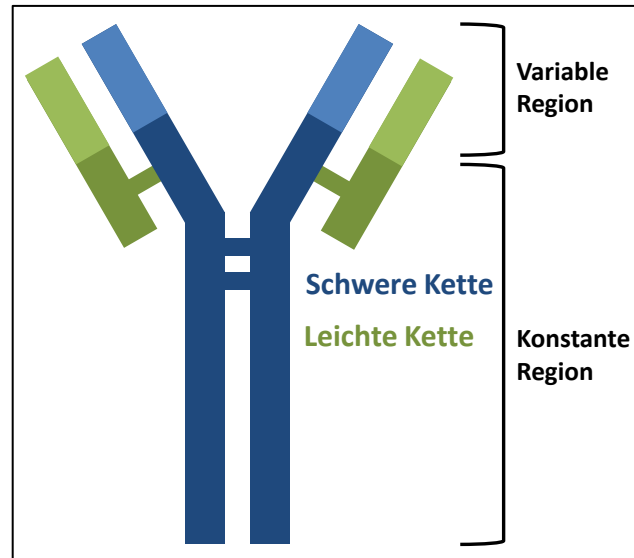 Variable
Region
Schwere Kette
Leichte Kette
Konstante
Region